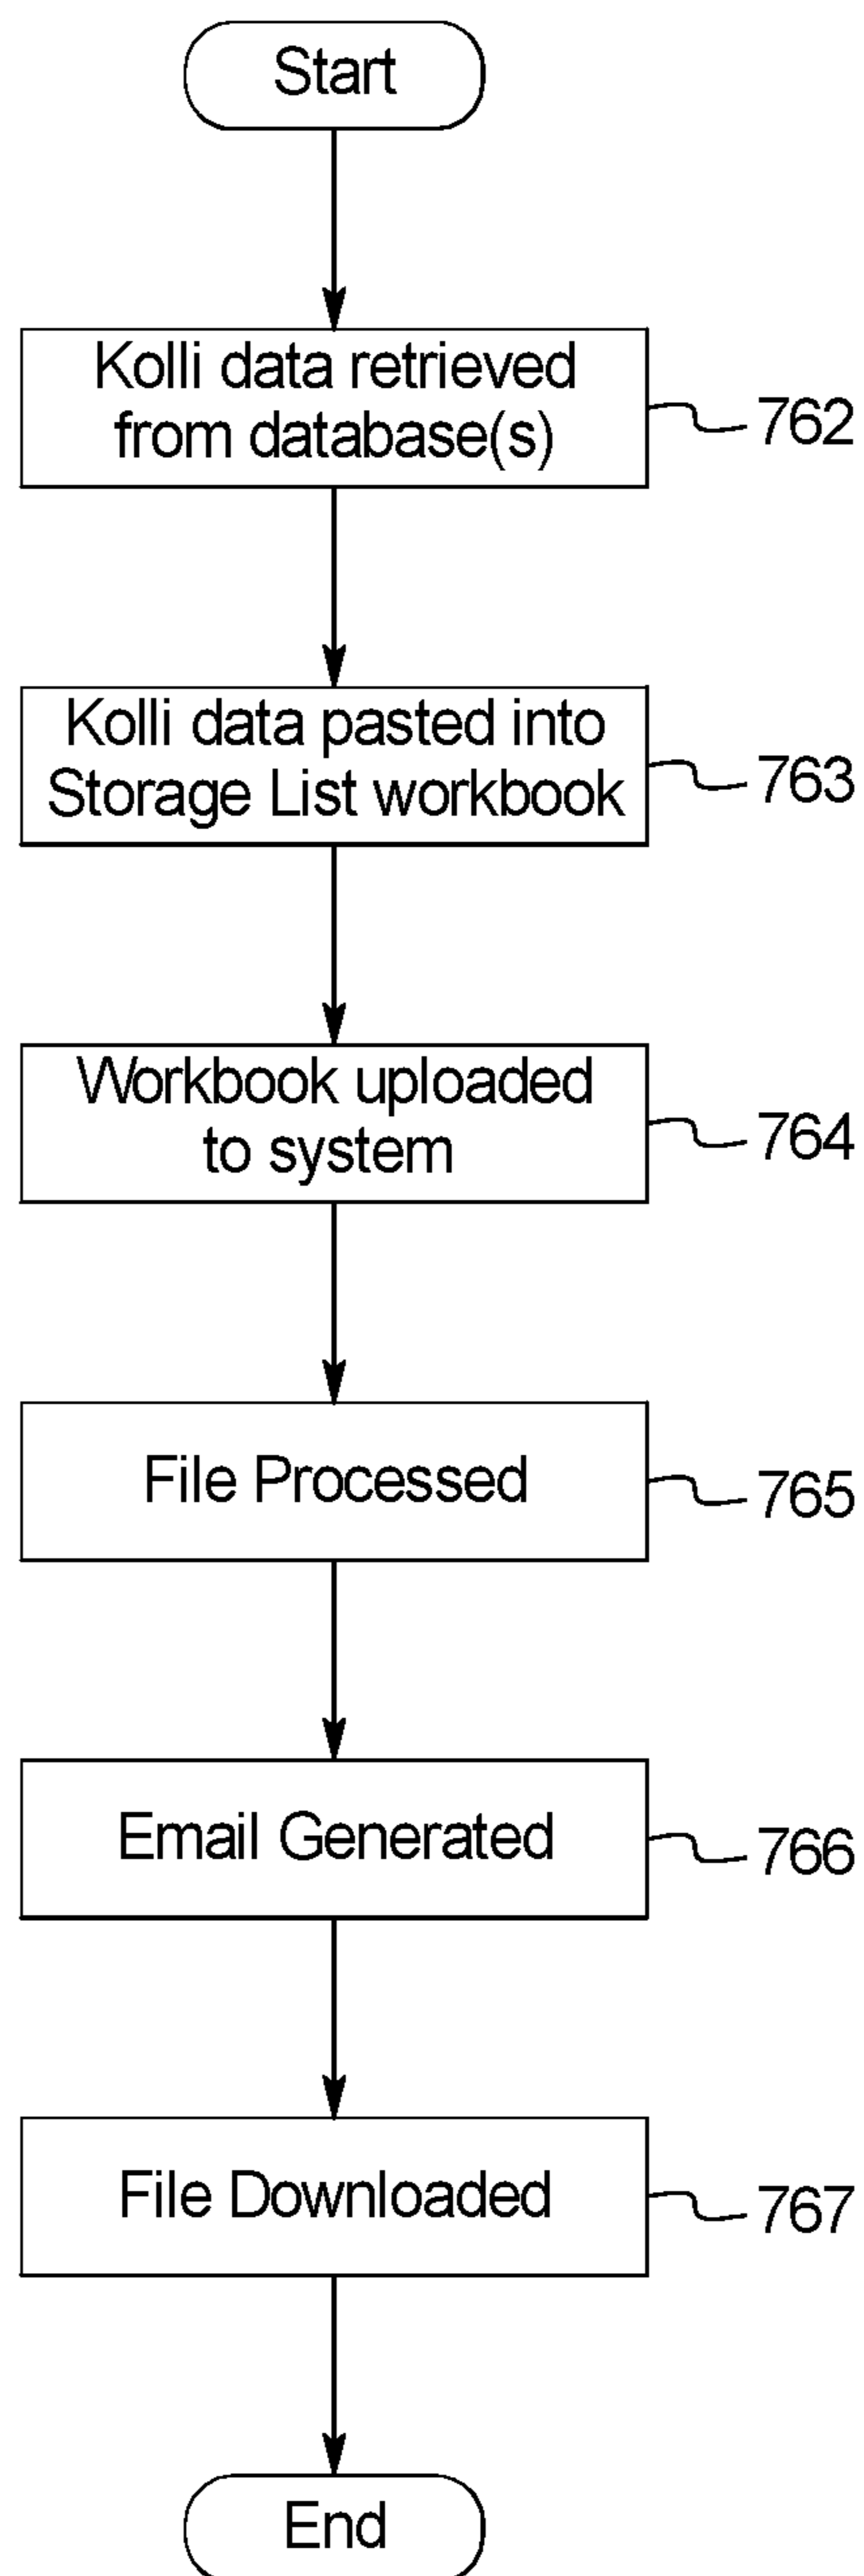 Start
Kolli data retrieved
from database(s)
762
Kolli data pasted into
Storage List workbook
763
Workbook uploaded
to system
764
File Processed
765
Email Generated
766
File Downloaded
767
End